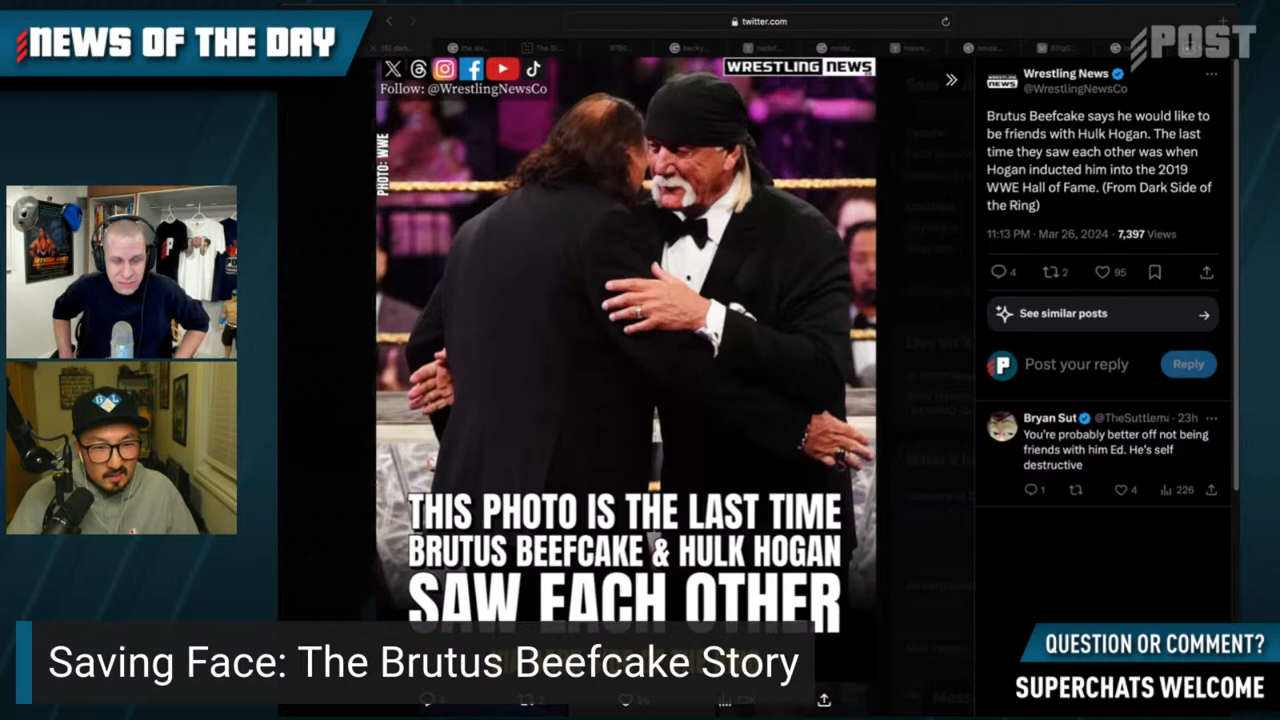 NEWS OF THE DAY
twitter.com
POST
WRESTLING NEWS
Follow: @WrestlingNewsCo
PHOTO: WWE
Wrestling News
@WrestlingNewsCo
Brutus Beefcake says he would like to
be friends with Hulk Hogan. The last
time they saw each other was when
Hogan inducted him into the 2019
WWE Hall of Fame. (From Dark Side of
the Ring)
11:13 PM · Mar 26, 2024 · 7,397 Views
4 2 95
See similar posts
Post your reply
Reply
Bryan Sut @TheSuttlem · 23h
You're probably better off not being
friends with him Ed. He's self
destructive
1 4 226
THIS PHOTO IS THE LAST TIME
BRUTUS BEEFCAKE & HULK HOGAN
SAW EACH OTHER
Saving Face: The Brutus Beefcake Story
QUESTION OR COMMENT?
SUPERCHATS WELCOME